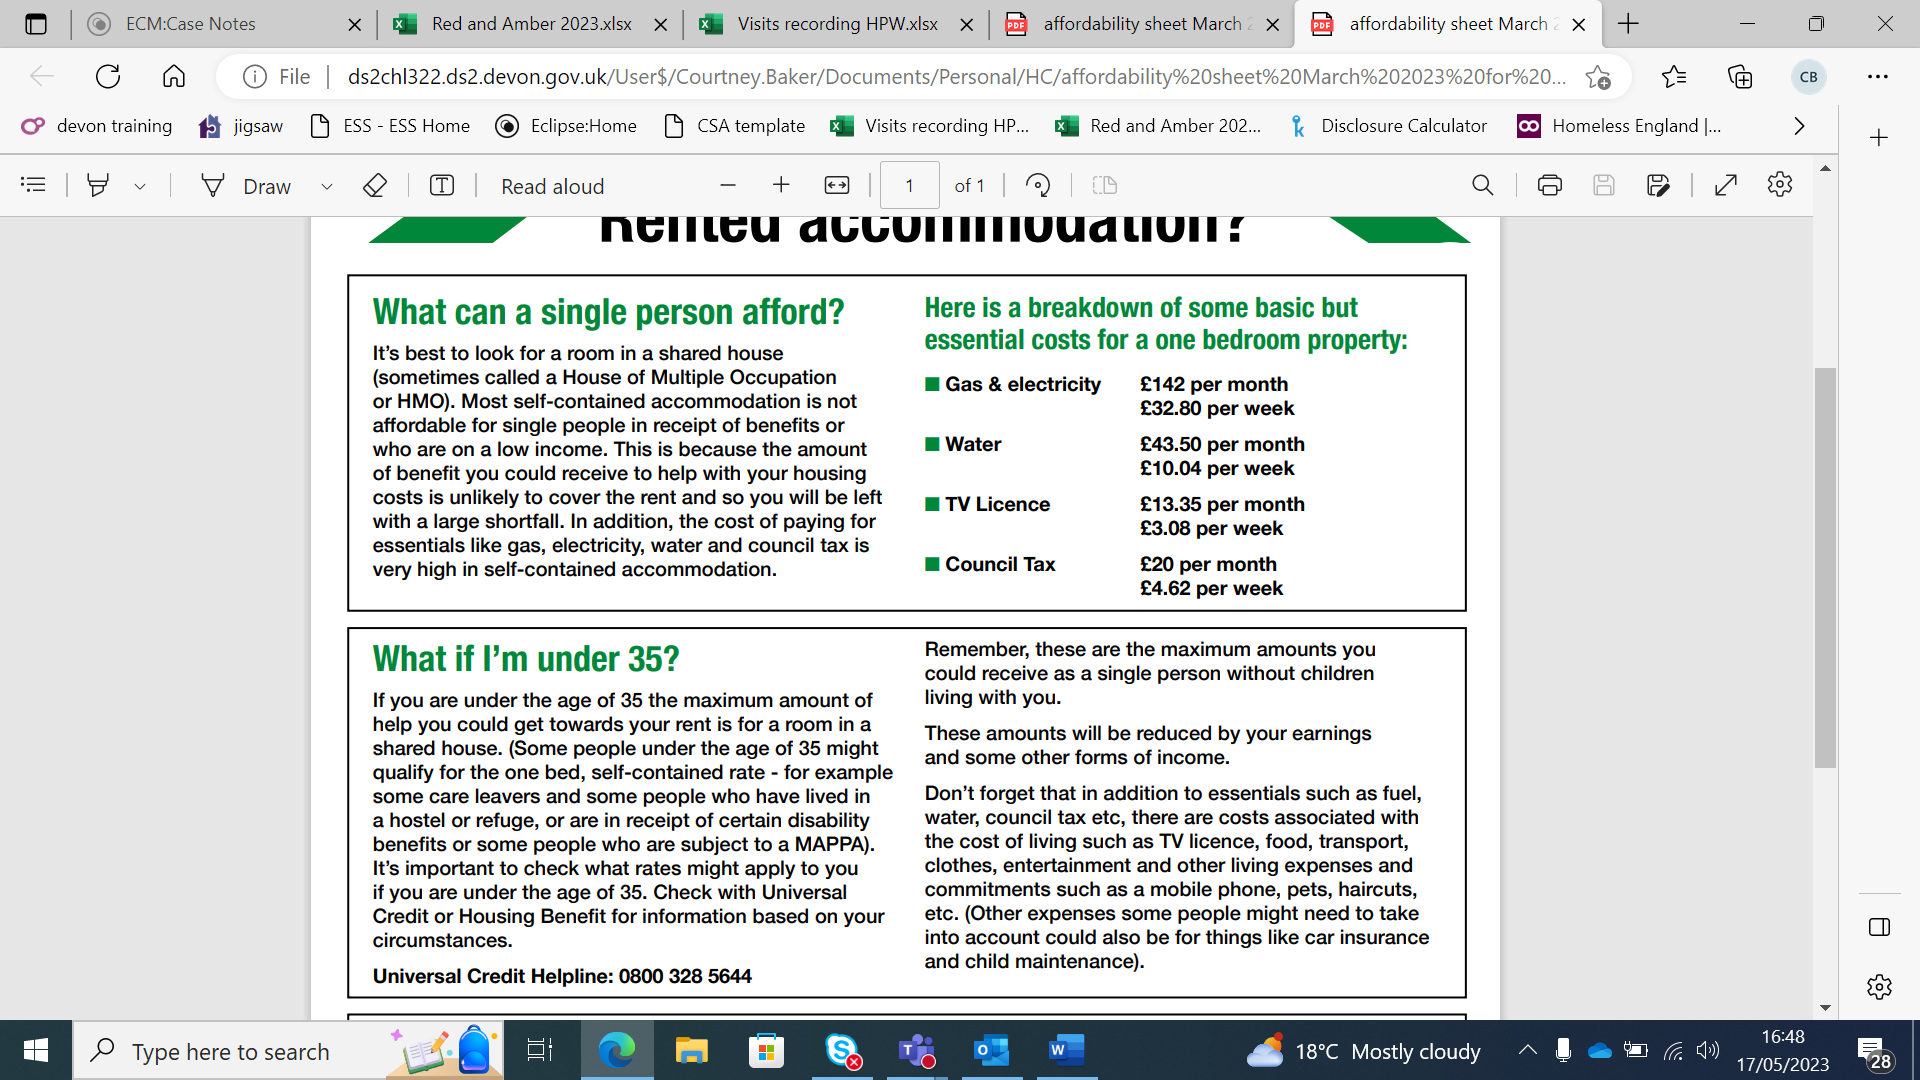 ECM:Case Notes
Red and Amber 2023.xlsx
Visits recording HPW.xlsx
affordability sheet March 2
affordability sheet March 2
File
ds2chl322.ds2.devon.gov.uk/User$/Courtney.Baker/Documents/Personal/HC/affordability%20sheet%20March%202023%20for%20...
CB
devon training
jigsaw
ESS - ESS Home
Eclipse:Home
CSA template
Visits recording HP...
Red and Amber 202...
Disclosure Calculator
Homeless England |...
Draw
Read aloud
1
of 1
Rented accommodation?
What can a single person afford?
It's best to look for a room in a shared house
(sometimes called a House of Multiple Occupation
or HMO). Most self-contained accommodation is not
affordable for single people in receipt of benefits or
who are on a low income. This is because the amount
of benefit you could receive to help with your housing
costs is unlikely to cover the rent and so you will be left
with a large shortfall. In addition, the cost of paying for
essentials like gas, electricity, water and council tax is
very high in self-contained accommodation.
Here is a breakdown of some basic but
essential costs for a one bedroom property:
Gas & electricity £142 per month
£32.80 per week
Water £43.50 per month
£10.04 per week
TV Licence £13.35 per month
£3.08 per week
Council Tax £20 per month
£4.62 per week
What if I'm under 35?
If you are under the age of 35 the maximum amount of
help you could get towards your rent is for a room in a
shared house. (Some people under the age of 35 might
qualify for the one bed, self-contained rate - for example
some care leavers and some people who have lived in
a hostel or refuge, or are in receipt of certain disability
benefits or some people who are subject to a MAPPA).
It's important to check what rates might apply to you
if you are under the age of 35. Check with Universal
Credit or Housing Benefit for information based on your
circumstances.
Universal Credit Helpline: 0800 328 5644
Remember, these are the maximum amounts you
could receive as a single person without children
living with you.
These amounts will be reduced by your earnings
and some other forms of income.
Don't forget that in addition to essentials such as fuel,
water, council tax etc, there are costs associated with
the cost of living such as TV licence, food, transport,
clothes, entertainment and other living expenses and
commitments such as a mobile phone, pets, haircuts,
etc. (Other expenses some people might need to take
into account could also be for things like car insurance
and child maintenance).
Type here to search
18°C Mostly cloudy
16:48
17/05/2023
28